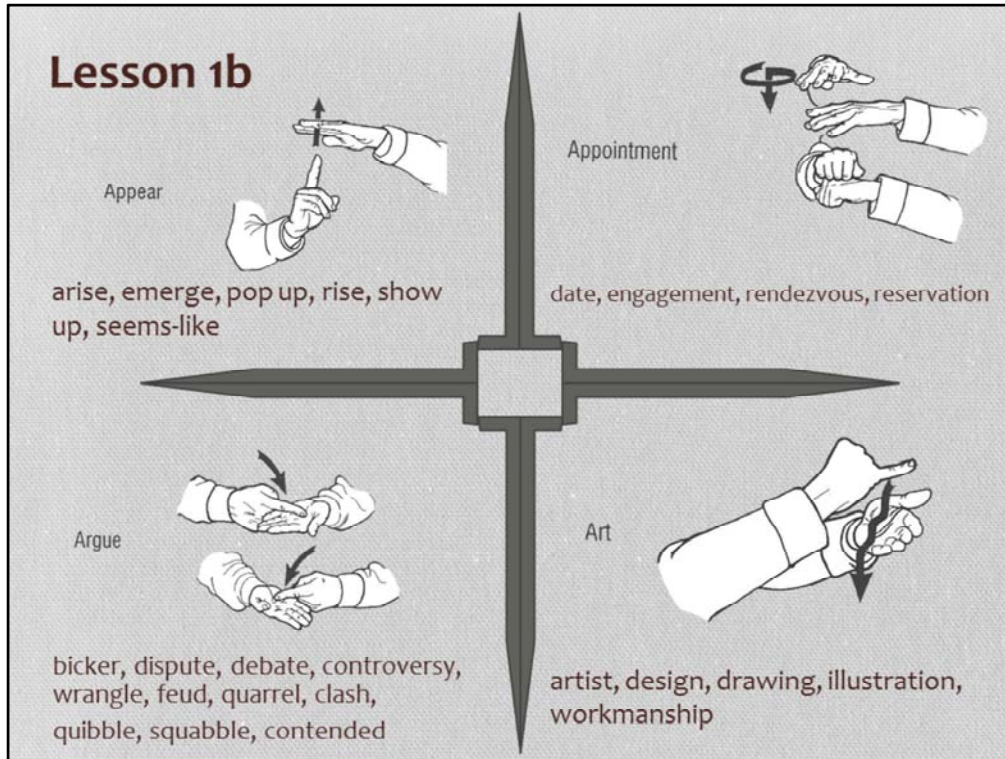 Lesson 1b
Appear
arise, emerge, pop up, rise, show
up, seems-like
Appointment
date, engagement, rendezvous, reservation
Argue
bicker, dispute, debate, controversy,
wrangle, feud, quarrel, clash,
quibble, squabble, contended
Art
artist, design, drawing, illustration,
workmanship